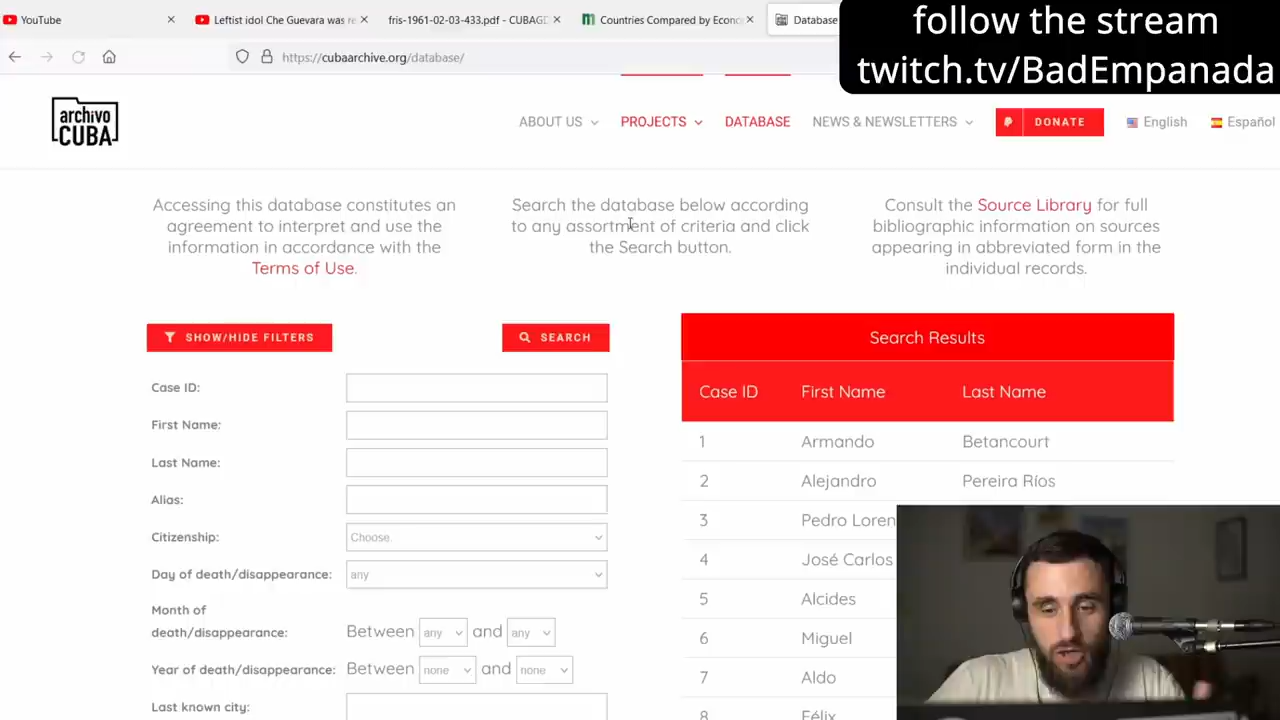 YouTube
Leftist idol Che Guevara was re
fris-1961-02-03-433.pdf - CUBAGD
Countries Compared by Econo
Database
follow the stream
twitch.tv/BadEmpanada
https://cubaarchive.org/database/
archivo
CUBA
ABOUT US
PROJECTS
DATABASE
NEWS & NEWSLETTERS
DONATE
English
Español
Accessing this database constitutes an
agreement to interpret and use the
information in accordance with the
Terms of Use.
Search the database below according
to any assortment of criteria and click
the Search button.
Consult the Source Library for full
bibliographic information on sources
appearing in abbreviated form in the
individual records.
SHOW/HIDE FILTERS
SEARCH
Case ID:
First Name:
Last Name:
Alias:
Citizenship: Choose.
Day of death/disappearance: any
Month of
death/disappearance: Between any and any
Year of death/disappearance: Between none and none
Last known city:
Search Results
Case ID First Name Last Name
1 Armando Betancourt
2 Alejandro Pereira Ríos
3 Pedro Loren
4 José Carlos
5 Alcides
6 Miguel
7 Aldo
8 Félix